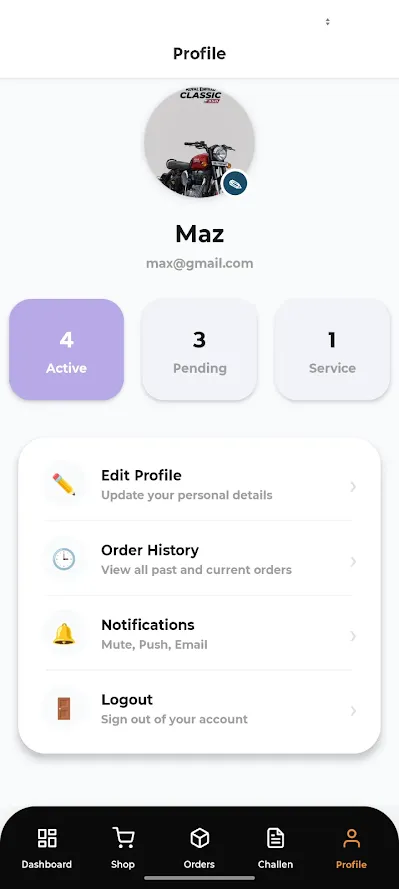 Profile
ROYAL ENFIELD
CLASSIC
Maz
max@gmail.com
4
Active
3
Pending
1
Service
Edit Profile
Update your personal details
Order History
View all past and current orders
Notifications
Mute, Push, Email
Logout
Sign out of your account
Dashboard
Shop
Orders
Challen
Profile